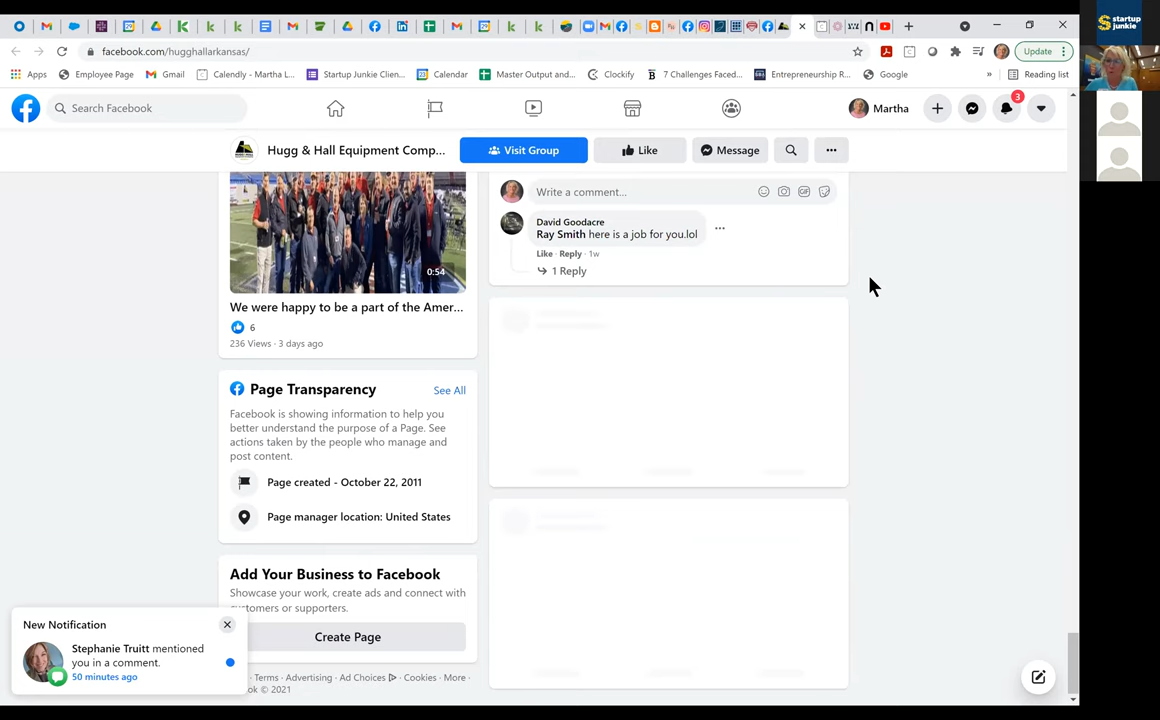 facebook.com/hugghallarkansas/
Update
Apps
Employee Page
Gmail
Calendly - Martha L...
Startup Junkie Clien...
Calendar
Master Output and...
Clockify
7 Challenges Faced...
Entrepreneurship R...
Google
»
Reading list
startup
junkie
Search Facebook
Martha
3
Hugg & Hall Equipment Comp...
Visit Group
Like
Message
0:54
We were happy to be a part of the Amer...
6
236 Views · 3 days ago
Page Transparency
See All
Facebook is showing information to help you
better understand the purpose of a Page. See
actions taken by the people who manage and
post content.
Page created - October 22, 2011
Page manager location: United States
Add Your Business to Facebook
Showcase your work, create ads and connect with
customers or supporters.
Create Page
· Terms · Advertising · Ad Choices · Cookies · More ·
ok © 2021
Write a comment...
GIF
David Goodacre
Ray Smith here is a job for you.lol
Like · Reply · 1w
1 Reply
New Notification
Stephanie Truitt mentioned
you in a comment.
50 minutes ago